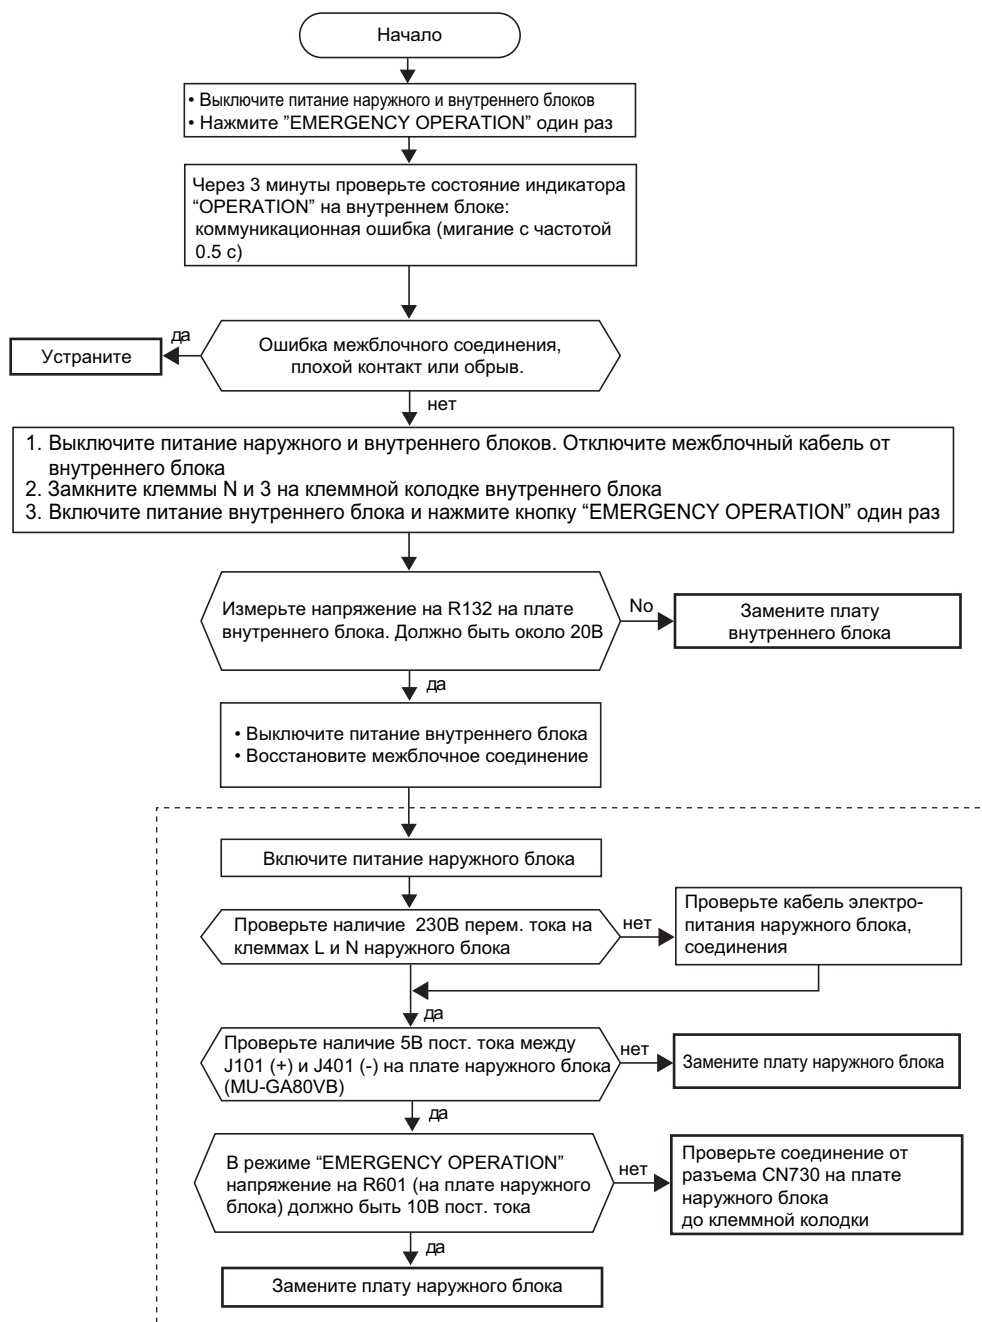 Начало
• Выключите питание наружного и внутреннего блоков
• Нажмите ”EMERGENCY OPERATION” один раз
Через 3 минуты проверьте состояние индикатора
“OPERATION” на внутреннем блоке:
коммуникационная ошибка (мигание с частотой
0.5 с)
да
Устраните
Ошибка межблочного соединения,
плохой контакт или обрыв.
нет
1. Выключите питание наружного и внутреннего блоков. Отключите межблочный кабель от
внутреннего блока
2. Замкните клеммы N и 3 на клеммной колодке внутреннего блока
3. Включите питание внутреннего блока и нажмите кнопку “EMERGENCY OPERATION” один раз
Измерьте напряжение на R132 на плате
внутреннего блока. Должно быть около 20В
No
Замените плату
внутреннего блока
да
• Выключите питание внутреннего блока
• Восстановите межблочное соединение
Включите питание наружного блока
Проверьте наличие 230В перем. тока на
клеммах L и N наружного блока
нет
Проверьте кабель электро-
питания наружного блока,
соединения
да
Проверьте наличие 5В пост. тока между
J101 (+) и J401 (-) на плате наружного блока
(MU-GA80VB)
нет
Замените плату наружного блока
да
В режиме “EMERGENCY OPERATION”
напряжение на R601 (на плате наружного
блока) должно быть 10В пост. тока
нет
Проверьте соединение от
разъема CN730 на плате
наружного блока
до клеммной колодки
да
Замените плату наружного блока